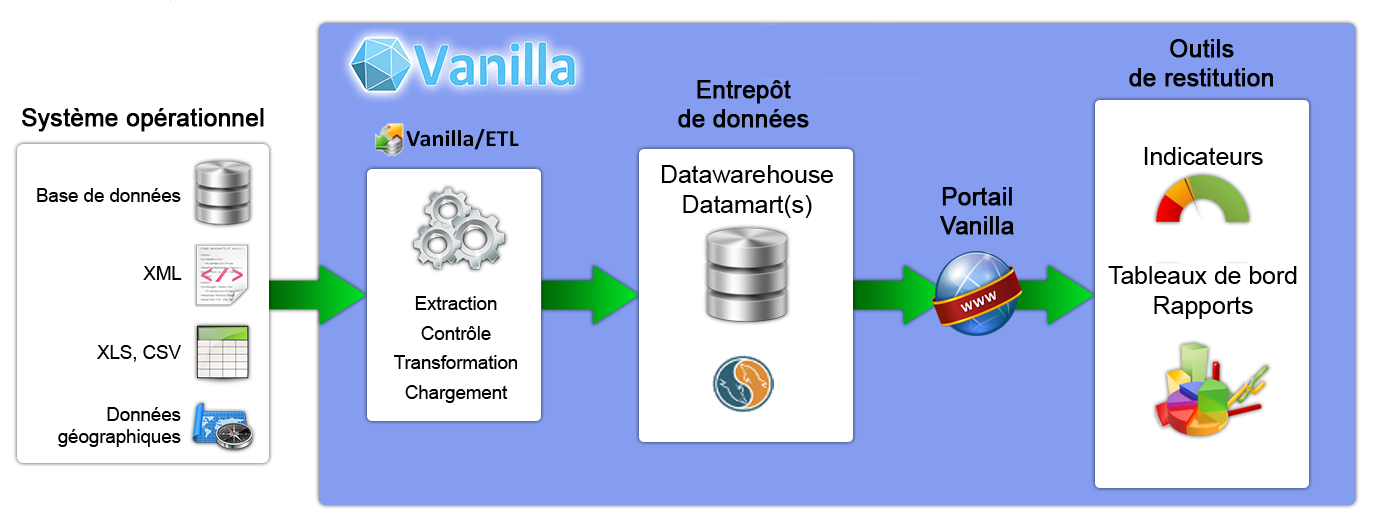 Système opérationnel
Base de données
XML
XLS, CSV
Données
géographiques
Vanilla
Vanilla/ETL
Extraction
Contrôle
Transformation
Chargement
Entrepôt
de données
Datawarehouse
Datamart(s)
Portail
Vanilla
www
Outils
de restitution
Indicateurs
Tableaux de bord
Rapports